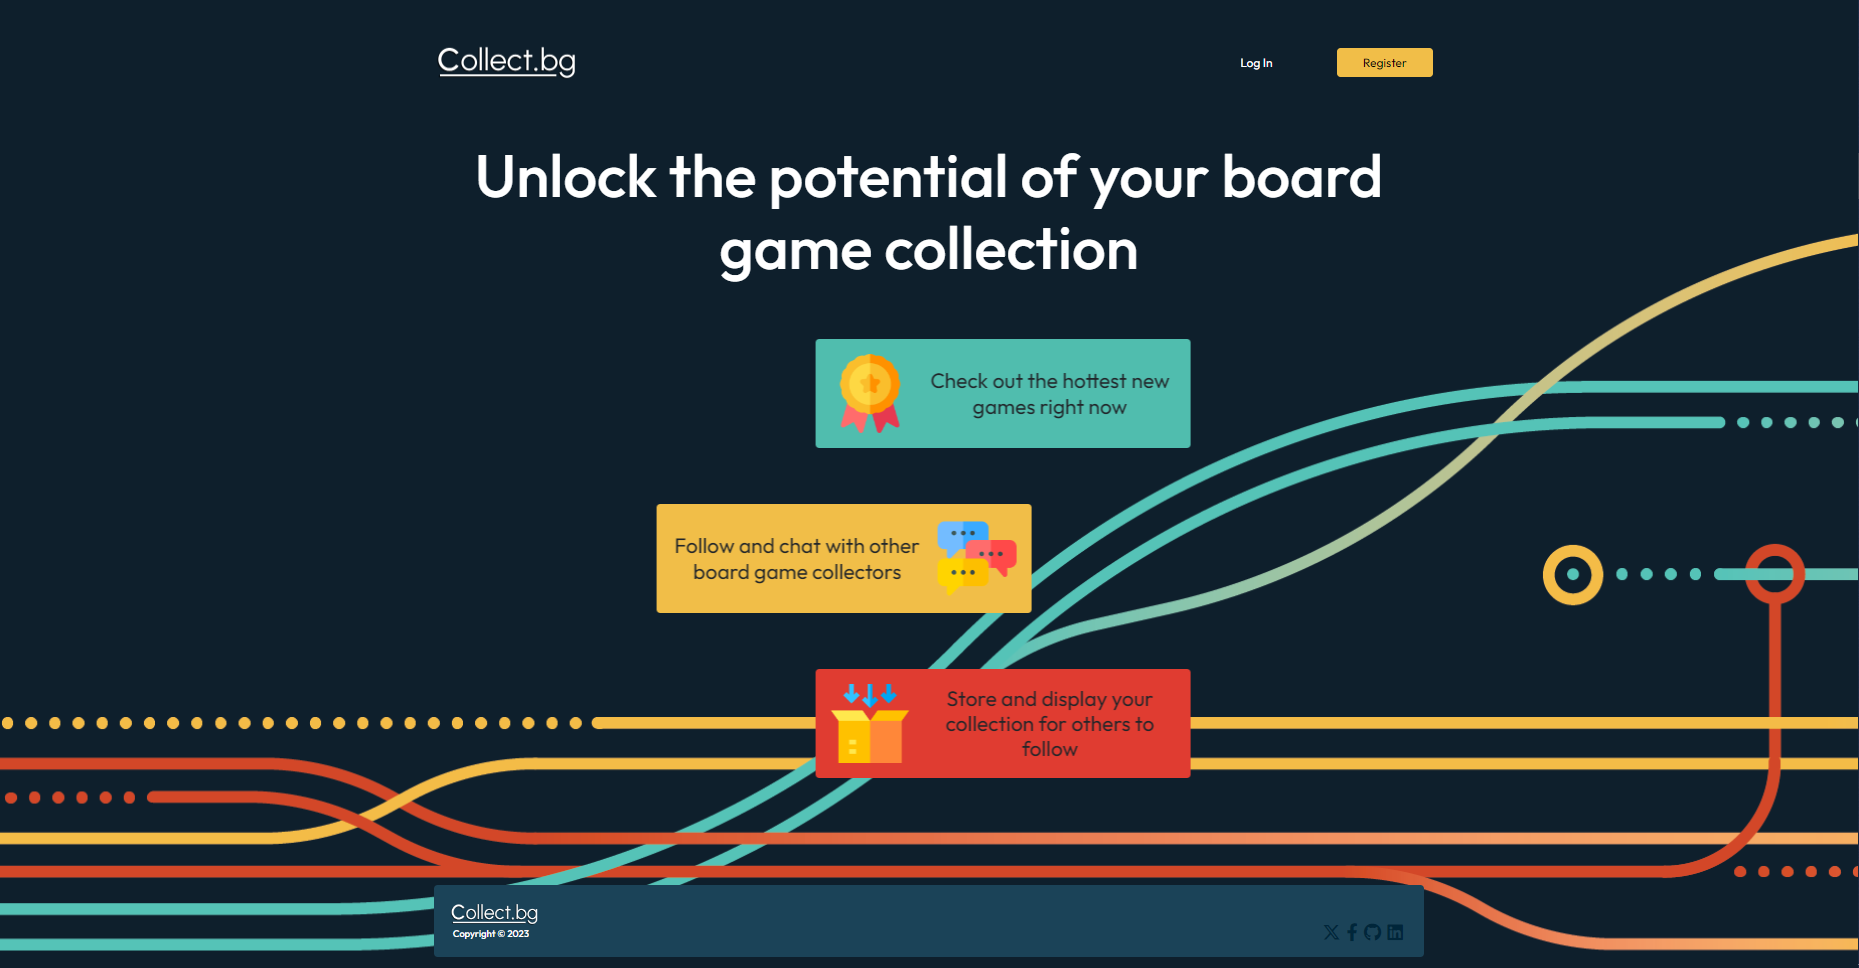 Collect.bg
Log In
Register
Unlock the potential of your board
game collection
Check out the hottest new
games right now
Follow and chat with other
board game collectors
Store and display your
collection for others to
follow
Collect.bg
Copyright © 2023